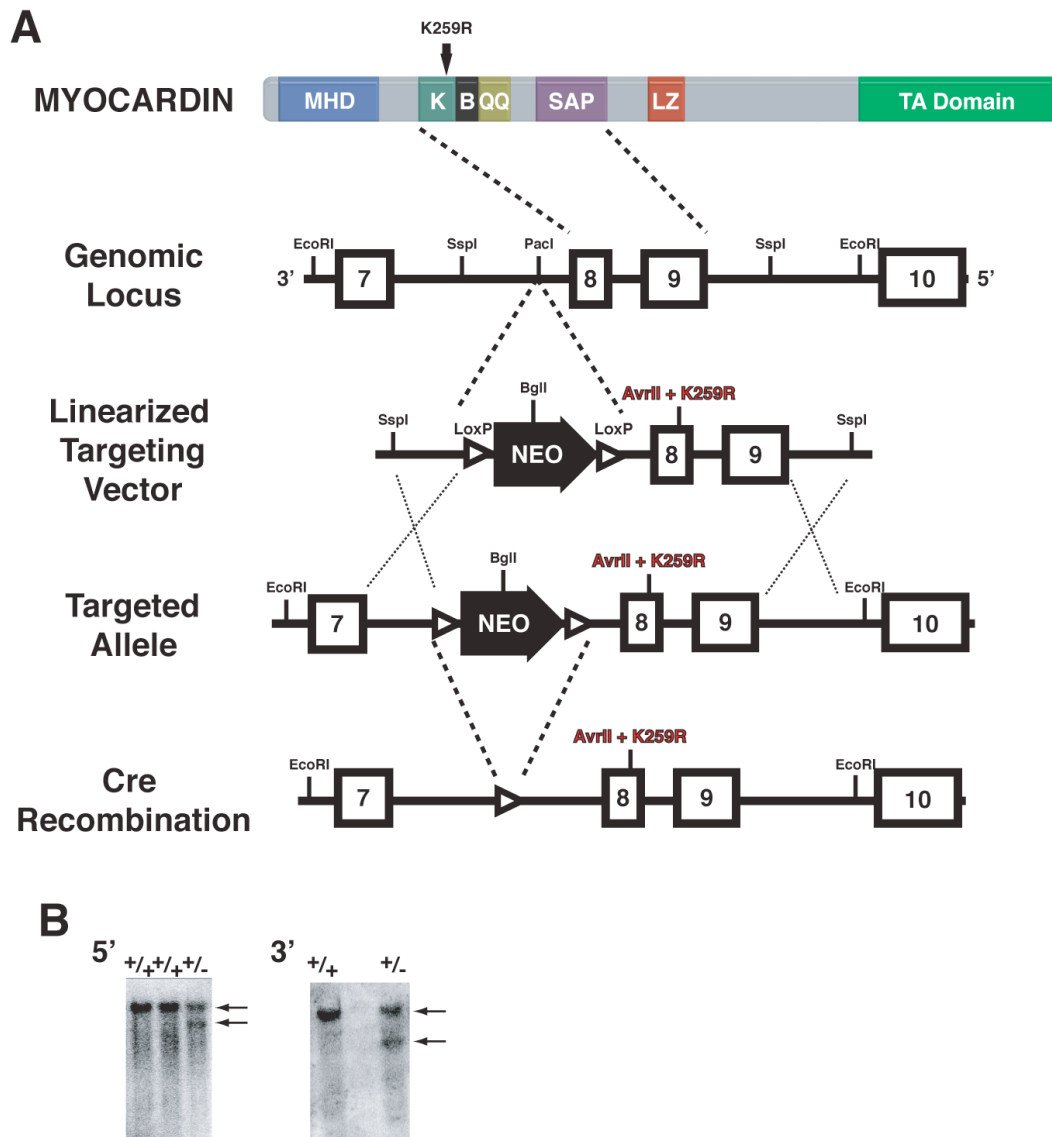 A
K259R
MYOCARDIN
MHD
K
B
QQ
SAP
LZ
TA Domain
Genomic
Locus
3’
EcoRI
7
SspI
PacI
8
9
SspI
EcoRI
10
5’
Linearized
Targeting
Vector
SspI
LoxP
BglI
NEO
LoxP
AvrII + K259R
8
9
SspI
Targeted
Allele
EcoRI
7
BglI
NEO
AvrII + K259R
8
9
EcoRI
10
Cre
Recombination
EcoRI
7
AvrII + K259R
8
9
EcoRI
10
B
5’
+/+ +/+ +/-
3’
+/+ +/-